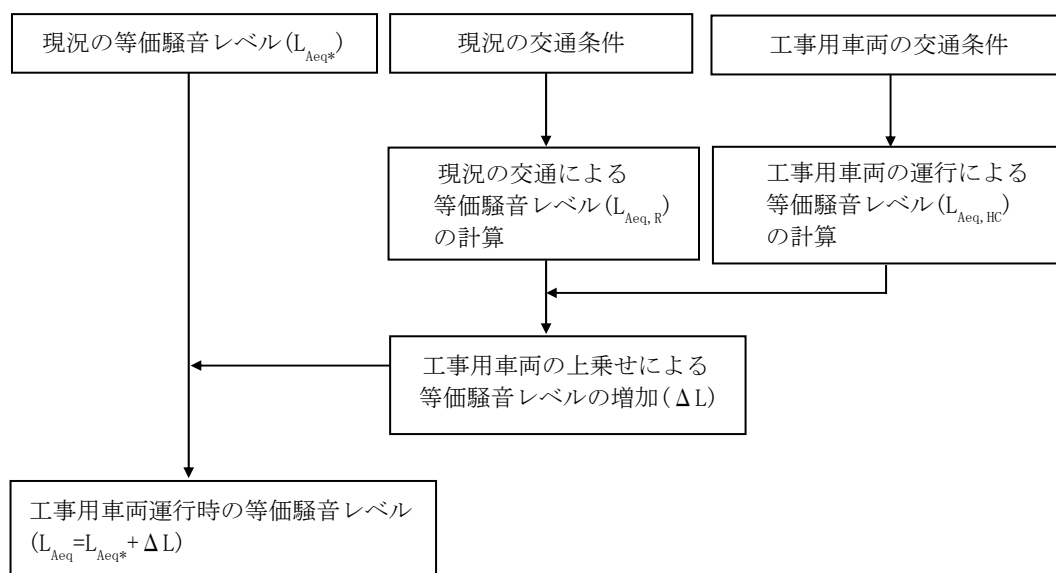 現況の等価騒音レベル(L_Aeq*)
現況の交通条件
工事用車両の交通条件
現況の交通による
等価騒音レベル(L_Aeq,R)
の計算
工事用車両の運行による
等価騒音レベル(L_Aeq,HC)
の計算
工事用車両の上乗せによる
等価騒音レベルの増加(ΔL)
工事用車両運行時の等価騒音レベル
(L_Aeq=L_Aeq*+ΔL)